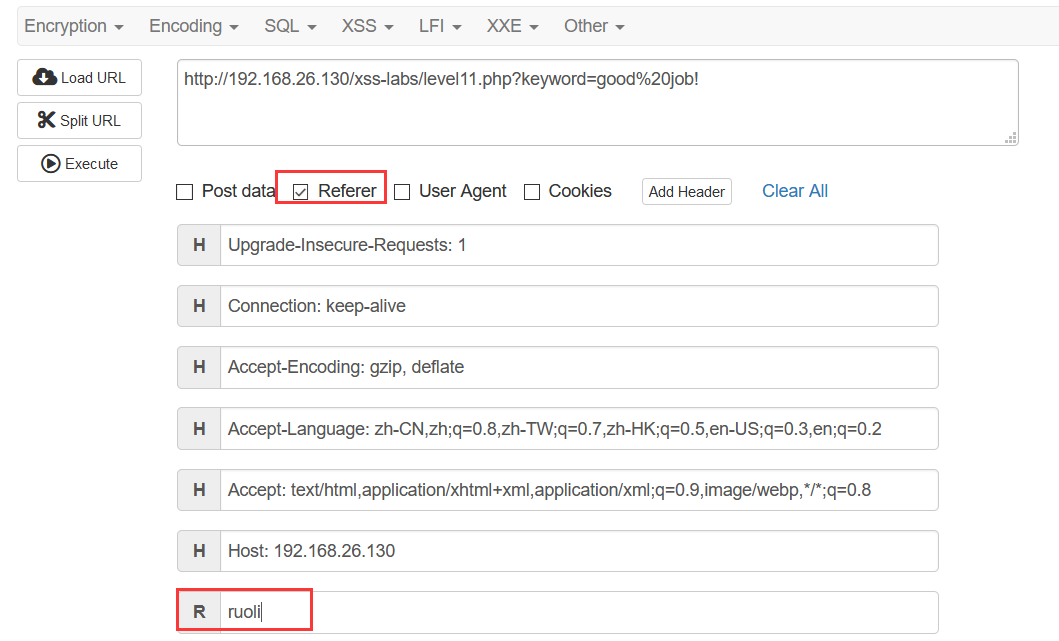 Encryption Encoding SQL XSS LFI XXE Other
Load URL
Split URL
Execute
http://192.168.26.130/xss-labs/level11.php?keyword=good%20job!
Post data Referer User Agent Cookies Add Header Clear All
H Upgrade-Insecure-Requests: 1
H Connection: keep-alive
H Accept-Encoding: gzip, deflate
H Accept-Language: zh-CN,zh;q=0.8,zh-TW;q=0.7,zh-HK;q=0.5,en-US;q=0.3,en;q=0.2
H Accept: text/html,application/xhtml+xml,application/xml;q=0.9,image/webp,*/*;q=0.8
H Host: 192.168.26.130
R ruoli